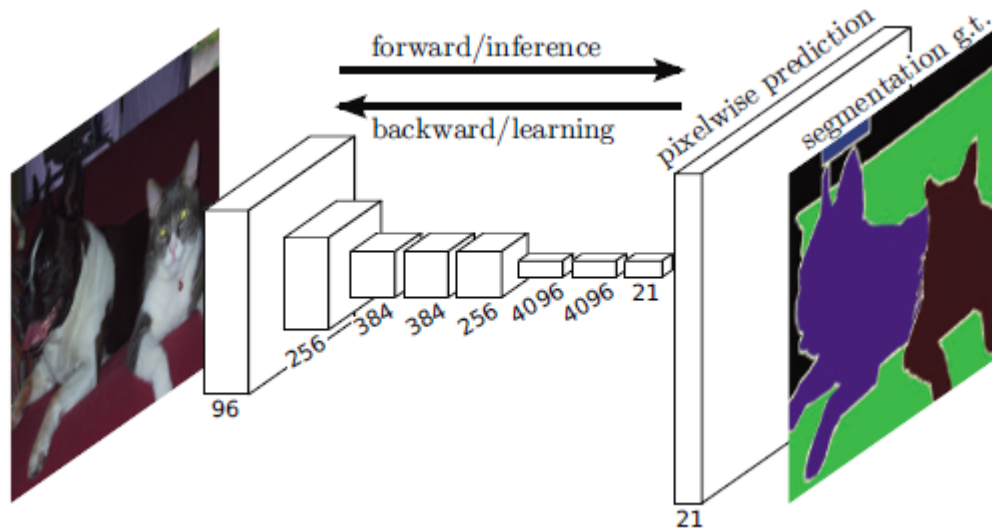 forward/inference
backward/learning
pixelwise prediction
segmentation g.t.
96
256
384
384
256
4096
4096
21
21